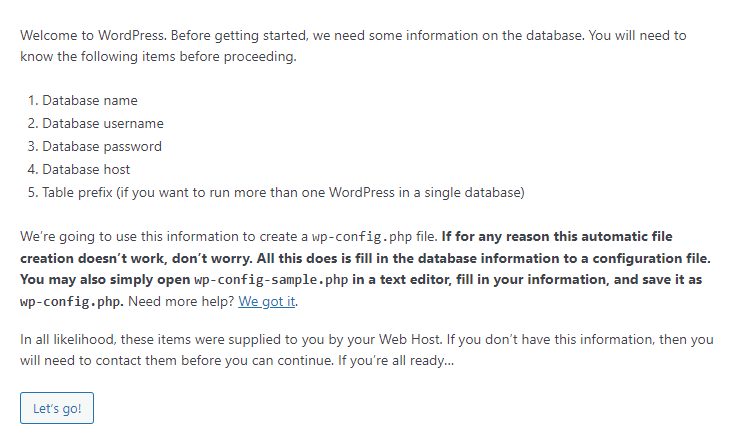 Welcome to WordPress. Before getting started, we need some information on the database. You will need to
know the following items before proceeding.
1. Database name
2. Database username
3. Database password
4. Database host
5. Table prefix (if you want to run more than one WordPress in a single database)
We’re going to use this information to create a wp-config.php file. If for any reason this automatic file
creation doesn’t work, don’t worry. All this does is fill in the database information to a configuration file.
You may also simply open wp-config-sample.php in a text editor, fill in your information, and save it as
wp-config.php. Need more help? We got it.
In all likelihood, these items were supplied to you by your Web Host. If you don’t have this information, then you
will need to contact them before you can continue. If you’re all ready…
Let’s go!